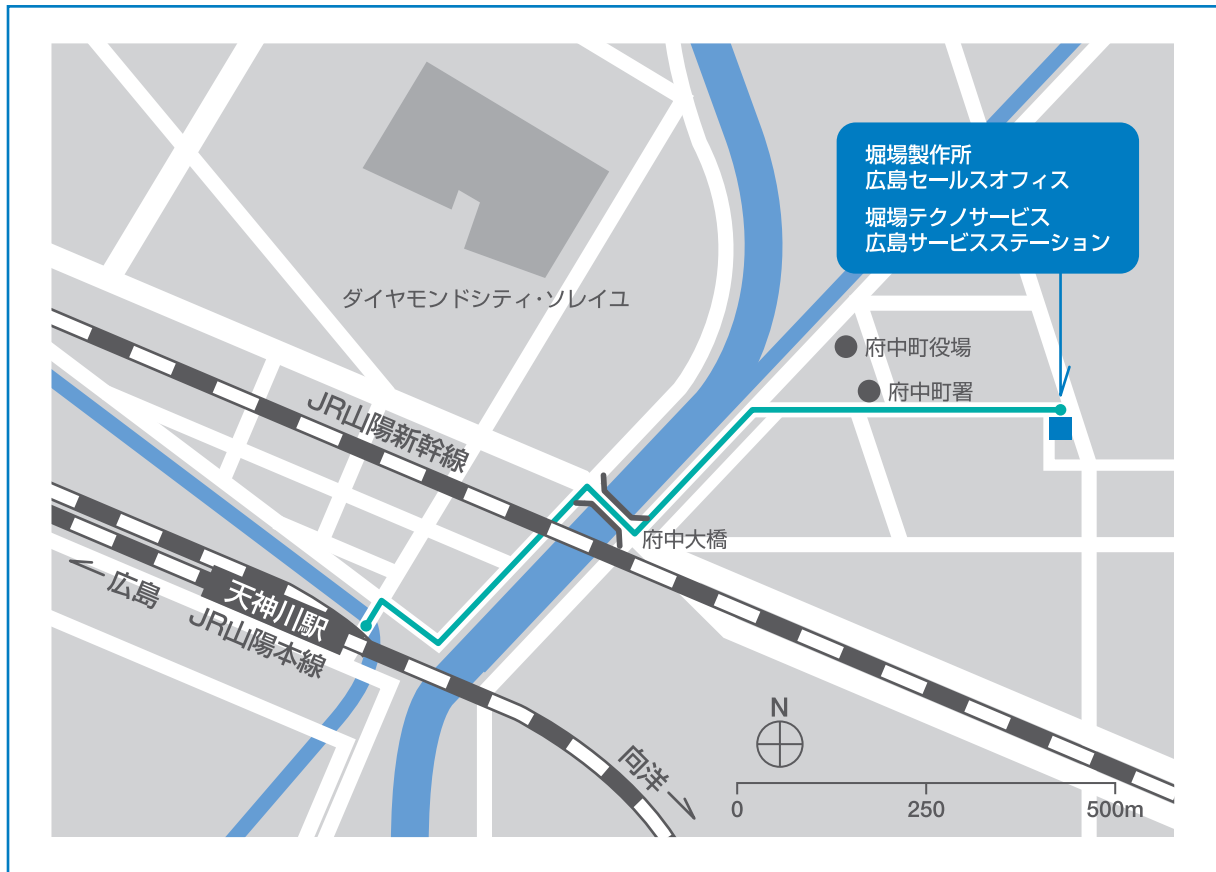 堀場製作所
広島セールスオフィス
堀場テクノサービス
広島サービスステーション
ダイヤモンドシティ・ソレイユ
府中町役場
府中町署
JR山陽新幹線
府中大橋
天神川駅
広島
JR山陽本線
向洋
N
0 250 500m